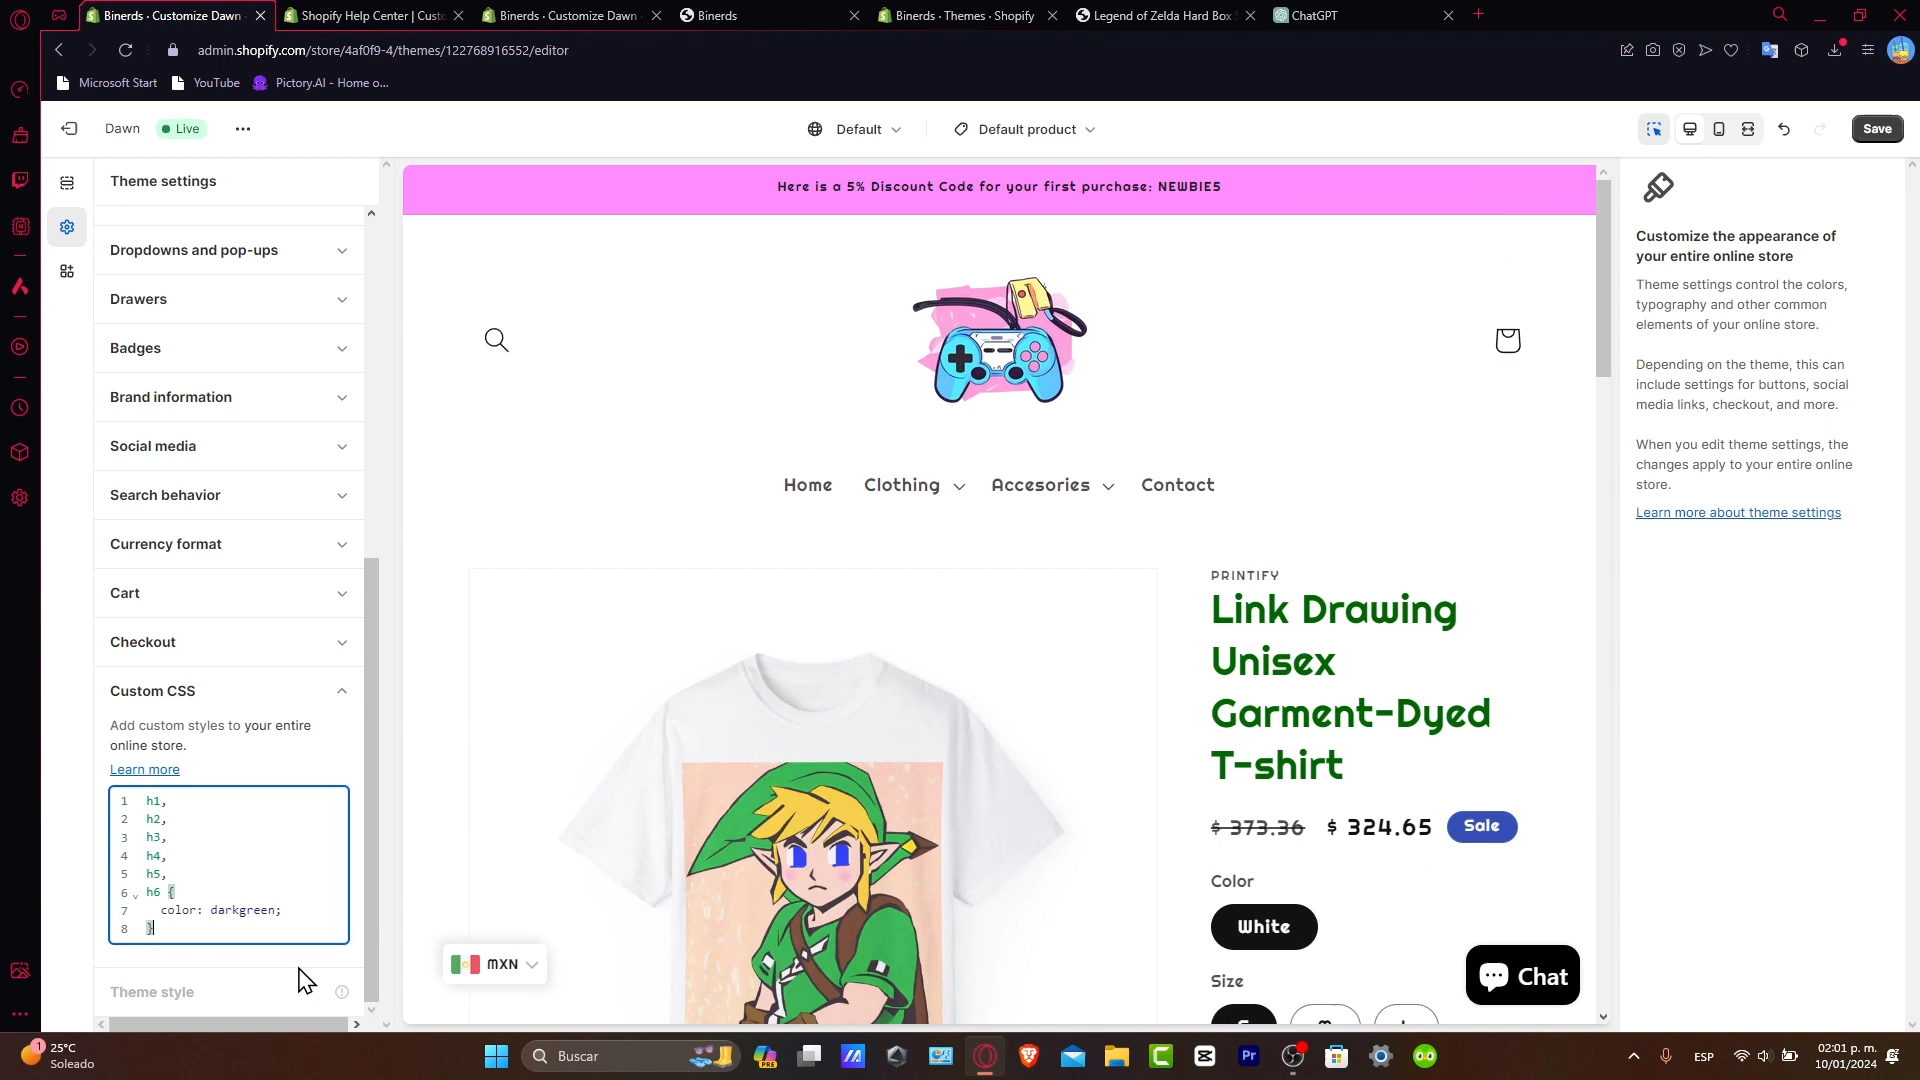 Binerds · Customize Dawn
Shopify Help Center | Cust
Binerds · Customize Dawn
Binerds
Binerds · Themes · Shopify
Legend of Zelda Hard Box
ChatGPT
admin.shopify.com/store/4af0f9-4/themes/122768916552/editor
Microsoft Start
YouTube
Pictory.AI - Home o...
Dawn
Live
Default
Default product
Save
Theme settings
Dropdowns and pop-ups
Drawers
Badges
Brand information
Social media
Search behavior
Currency format
Cart
Checkout
Custom CSS
Add custom styles to your entire
online store.
Learn more
1 h1,
2 h2,
3 h3,
4 h4,
5 h5,
6 h6 {
7 color: darkgreen;
8 }
Theme style
Here is a 5% Discount Code for your first purchase: NEWBIE5
Home
Clothing
Accesories
Contact
PRINTIFY
Link Drawing
Unisex
Garment-Dyed
T-shirt
$ 373.36 $ 324.65 Sale
Color
White
Size
MXN
Chat
Customize the appearance of
your entire online store
Theme settings control the colors,
typography and other common
elements of your online store.
Depending on the theme, this can
include settings for buttons, social
media links, checkout, and more.
When you edit theme settings, the
changes apply to your entire online
store.
Learn more about theme settings
1
25°C
Soleado
Buscar
PRE
Pr
ESP
02:01 p. m.
10/01/2024